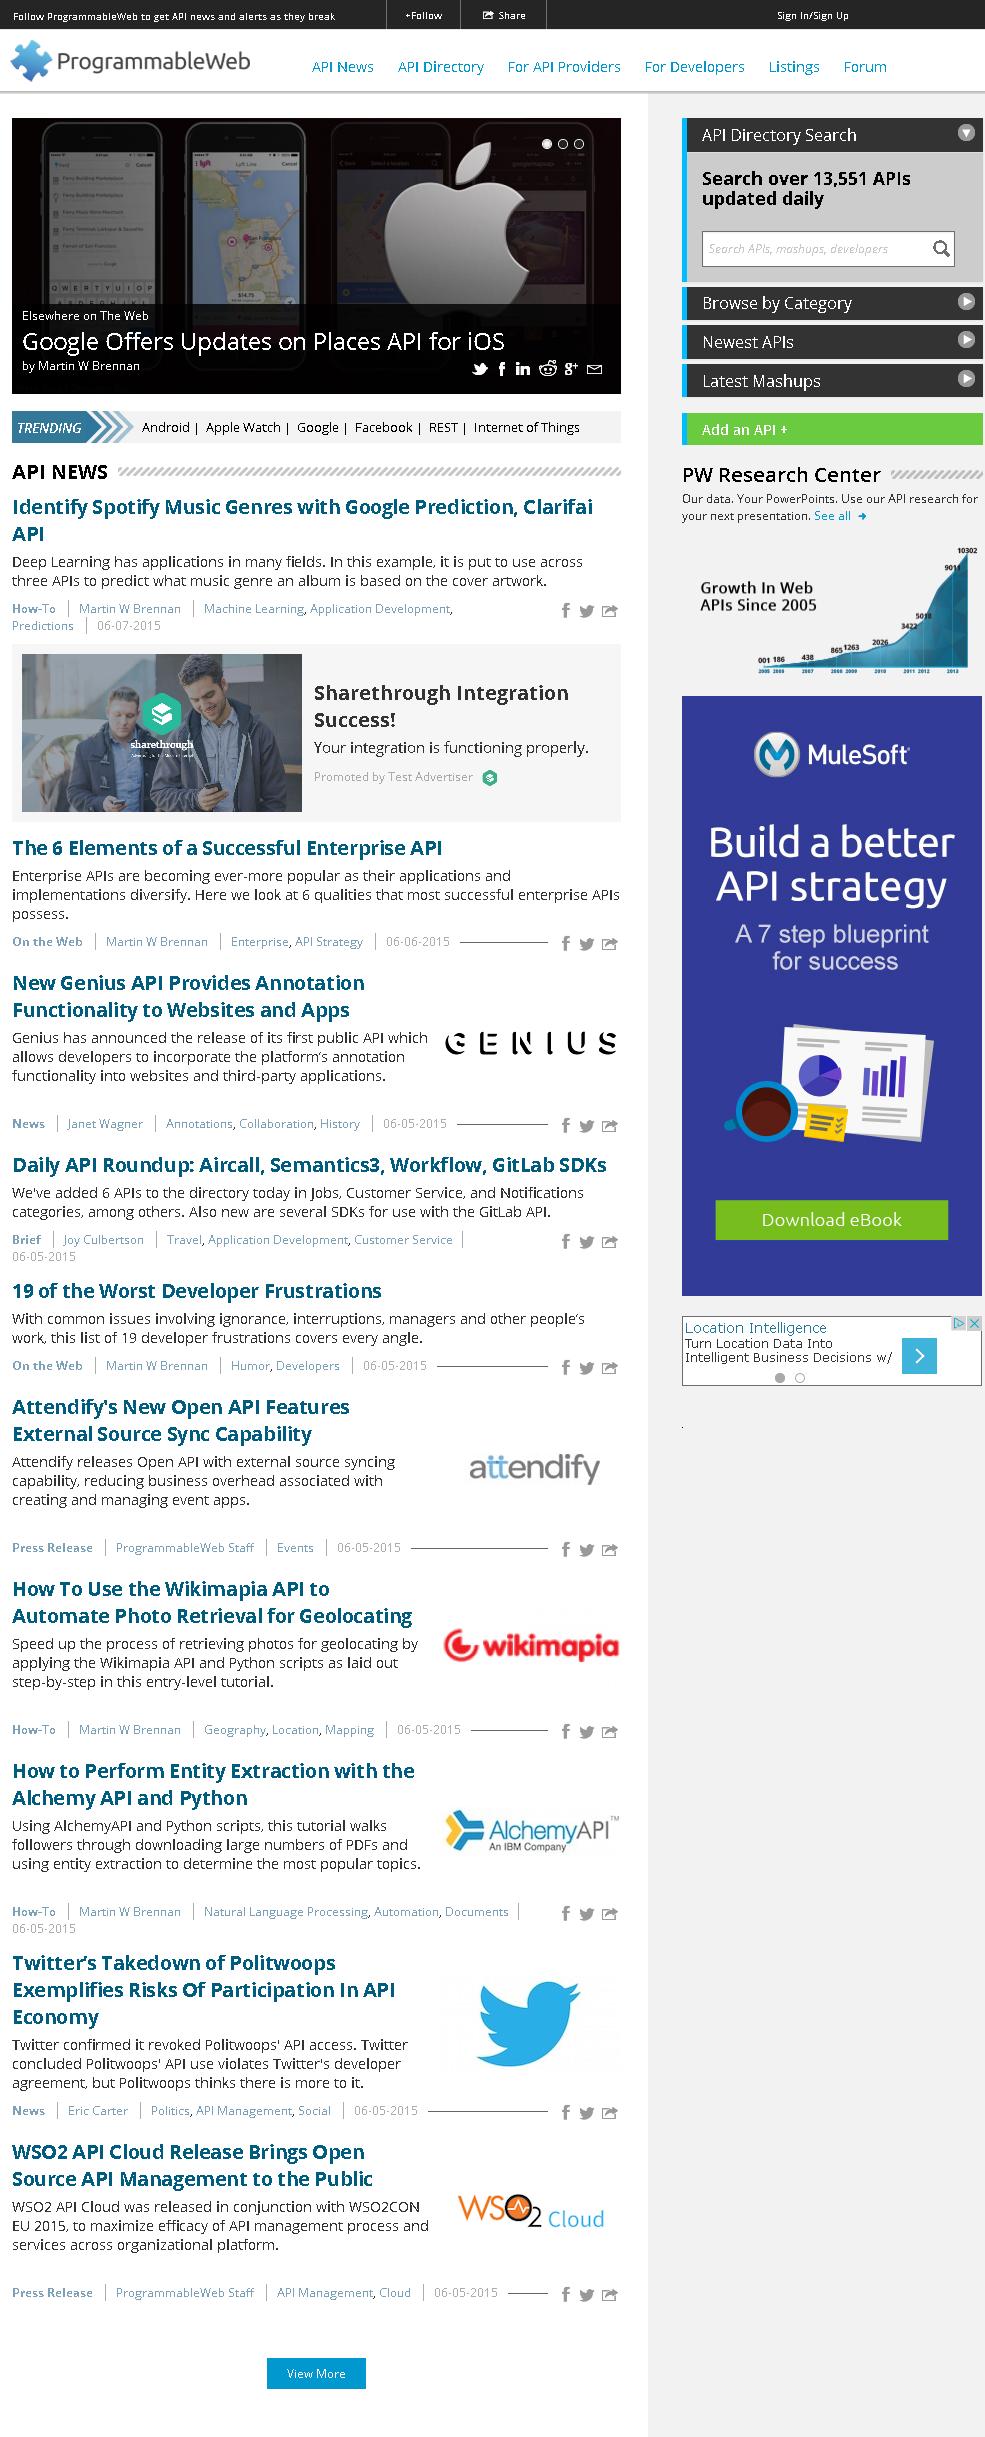 Follow ProgrammableWeb to get API news and alerts as they break
+Follow
Share
Sign In/Sign Up
ProgrammableWeb
API News
API Directory
For API Providers
For Developers
Listings
Forum
Elsewhere on The Web
Google Offers Updates on Places API for iOS
by Martin W Brennan
TRENDING
Android | Apple Watch | Google | Facebook | REST | Internet of Things
API NEWS
Identify Spotify Music Genres with Google Prediction, Clarifai
API
Deep Learning has applications in many fields. In this example, it is put to use across
three APIs to predict what music genre an album is based on the cover artwork.
How-To | Martin W Brennan | Machine Learning, Application Development,
Predictions | 06-07-2015
sharethrough
Sharethrough Integration
Success!
Your integration is functioning properly.
Promoted by Test Advertiser
The 6 Elements of a Successful Enterprise API
Enterprise APIs are becoming ever-more popular as their applications and
implementations diversify. Here we look at 6 qualities that most successful enterprise APIs
possess.
On the Web | Martin W Brennan | Enterprise, API Strategy | 06-06-2015
New Genius API Provides Annotation
Functionality to Websites and Apps
Genius has announced the release of its first public API which
allows developers to incorporate the platform's annotation
functionality into websites and third-party applications.
GENIUS
News | Janet Wagner | Annotations, Collaboration, History | 06-05-2015
Daily API Roundup: Aircall, Semantics3, Workflow, GitLab SDKs
We've added 6 APIs to the directory today in Jobs, Customer Service, and Notifications
categories, among others. Also new are several SDKs for use with the GitLab API.
Brief | Joy Culbertson | Travel, Application Development, Customer Service |
06-05-2015
19 of the Worst Developer Frustrations
With common issues involving ignorance, interruptions, managers and other people's
work, this list of 19 developer frustrations covers every angle.
On the Web | Martin W Brennan | Humor, Developers | 06-05-2015
Attendify's New Open API Features
External Source Sync Capability
Attendify releases Open API with external source syncing
capability, reducing business overhead associated with
creating and managing event apps.
attendify
Press Release | ProgrammableWeb Staff | Events | 06-05-2015
How To Use the Wikimapia API to
Automate Photo Retrieval for Geolocating
Speed up the process of retrieving photos for geolocating by
applying the Wikimapia API and Python scripts as laid out
step-by-step in this entry-level tutorial.
wikimapia
How-To | Martin W Brennan | Geography, Location, Mapping | 06-05-2015
How to Perform Entity Extraction with the
Alchemy API and Python
Using AlchemyAPI and Python scripts, this tutorial walks
followers through downloading large numbers of PDFs and
using entity extraction to determine the most popular topics.
AlchemyAPI™
An IBM Company
How-To | Martin W Brennan | Natural Language Processing, Automation, Documents |
06-05-2015
Twitter's Takedown of Politwoops
Exemplifies Risks Of Participation In API
Economy
Twitter confirmed it revoked Politwoops' API access. Twitter
concluded Politwoops' API use violates Twitter's developer
agreement, but Politwoops thinks there is more to it.
News | Eric Carter | Politics, API Management, Social | 06-05-2015
WSO2 API Cloud Release Brings Open
Source API Management to the Public
WSO2 API Cloud was released in conjunction with WSO2CON
EU 2015, to maximize efficacy of API management process and
services across organizational platform.
WSO2 Cloud
Press Release | ProgrammableWeb Staff | API Management, Cloud | 06-05-2015
View More
API Directory Search
Search over 13,551 APIs
updated daily
Search APIs, mashups, developers
Browse by Category
Newest APIs
Latest Mashups
Add an API +
PW Research Center
Our data. Your PowerPoints. Use our API research for
your next presentation. See all
Growth In Web
APIs Since 2005
001 186 438 865 1263 2026 3422 5018 9011 10302
2005 2006 2007 2008 2009 2010 2011 2012 2013
MuleSoft
Build a better
API strategy
A 7 step blueprint
for success
Download eBook
Location Intelligence
Turn Location Data Into
Intelligent Business Decisions w/